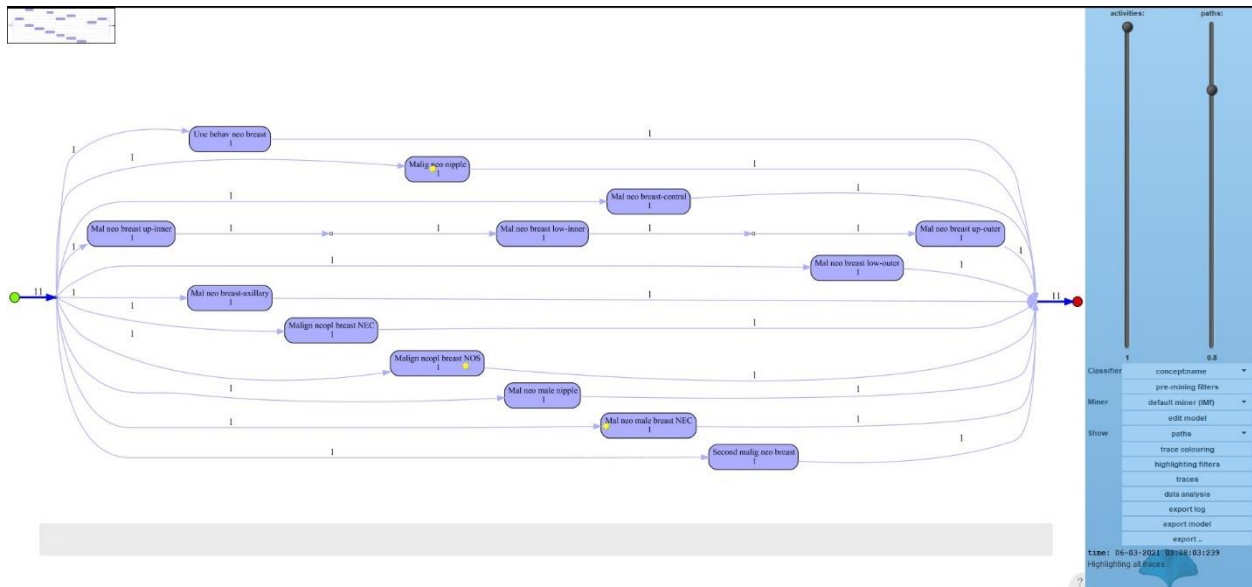 activities: paths:
1
Unc behav neo breast
1
1
1
Malig neo nipple
1
1
1
Mal neo breast-central
1
1
Mal neo breast up-inner
1
1
1
Mal neo breast low-inner
1
1
1
Mal neo breast up-outer
1
1
1
1
Mal neo breast low-outer
1
1
11
1
Mal neo breast-axillary
1
1
11
1
Malign neopl breast NEC
1
1
1
Malign neopl breast NOS
1
1
1
Mal neo male nipple
1
1
1
Mal neo male breast NEC
1
1
1
Second malig neo breast
1
1
1 0.8
Classifier concept:name
pre-mining filters
Miner default miner (IMf)
edit model
Show paths
trace colouring
highlighting filters
traces
data analysis
export log
export model
export ..
time: 06-03-2021 03:08:03:239
Highlighting all traces.
?